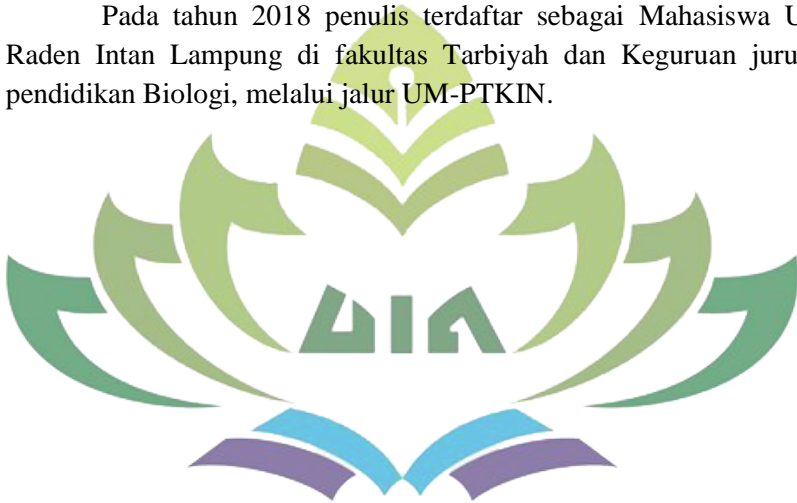 Pada tahun 2018 penulis terdaftar sebagai Mahasiswa U
Raden Intan Lampung di fakultas Tarbiyah dan Keguruan juru
pendidikan Biologi, melalui jalur UM-PTKIN.
UIN